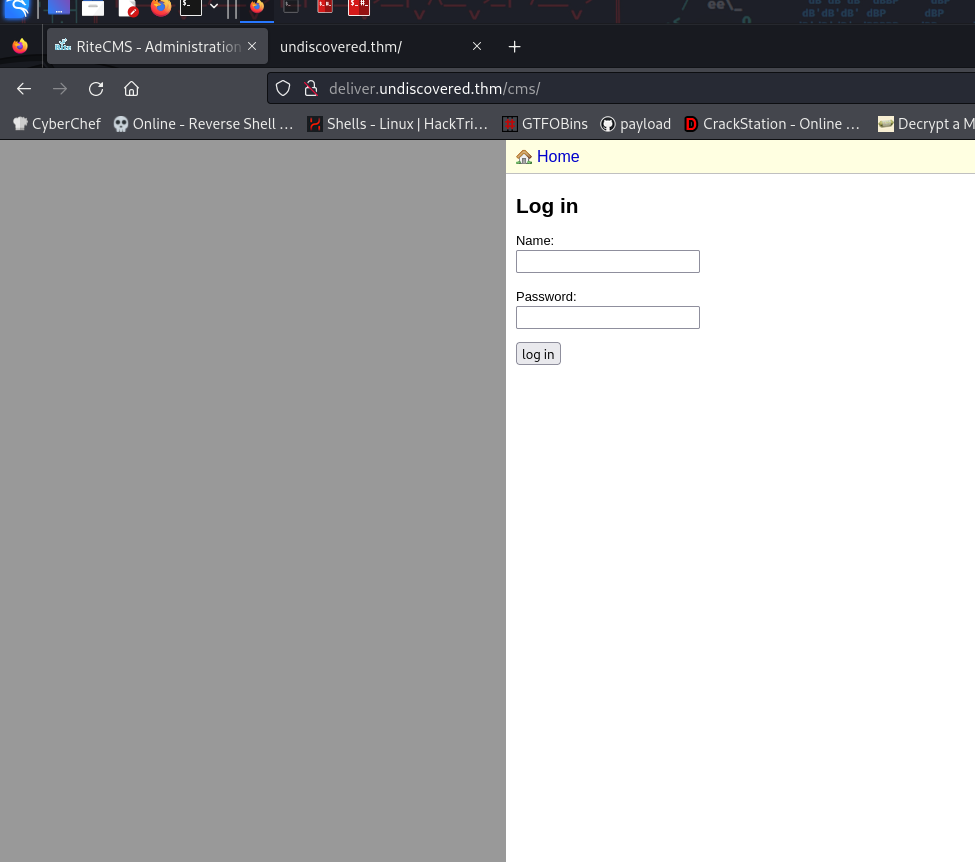 RiteCMS - Administration
undiscovered.thm/
deliver.undiscovered.thm/cms/
CyberChef
Online - Reverse Shell …
Shells - Linux | HackTri…
GTFOBins
payload
CrackStation - Online …
Decrypt a M
Home
Log in
Name:
Password:
log in